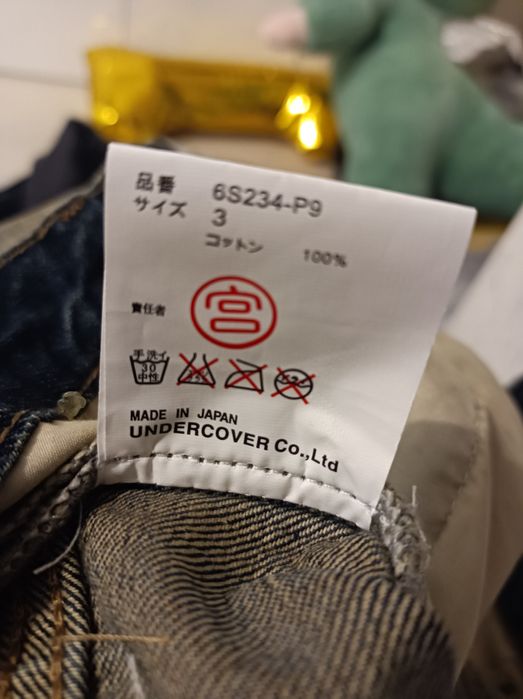 品番 6S234-P9
サイズ 3
コットン 100%
責任者 宮
手洗イ
30
中性
MADE IN JAPAN
UNDERCOVER Co.,Ltd